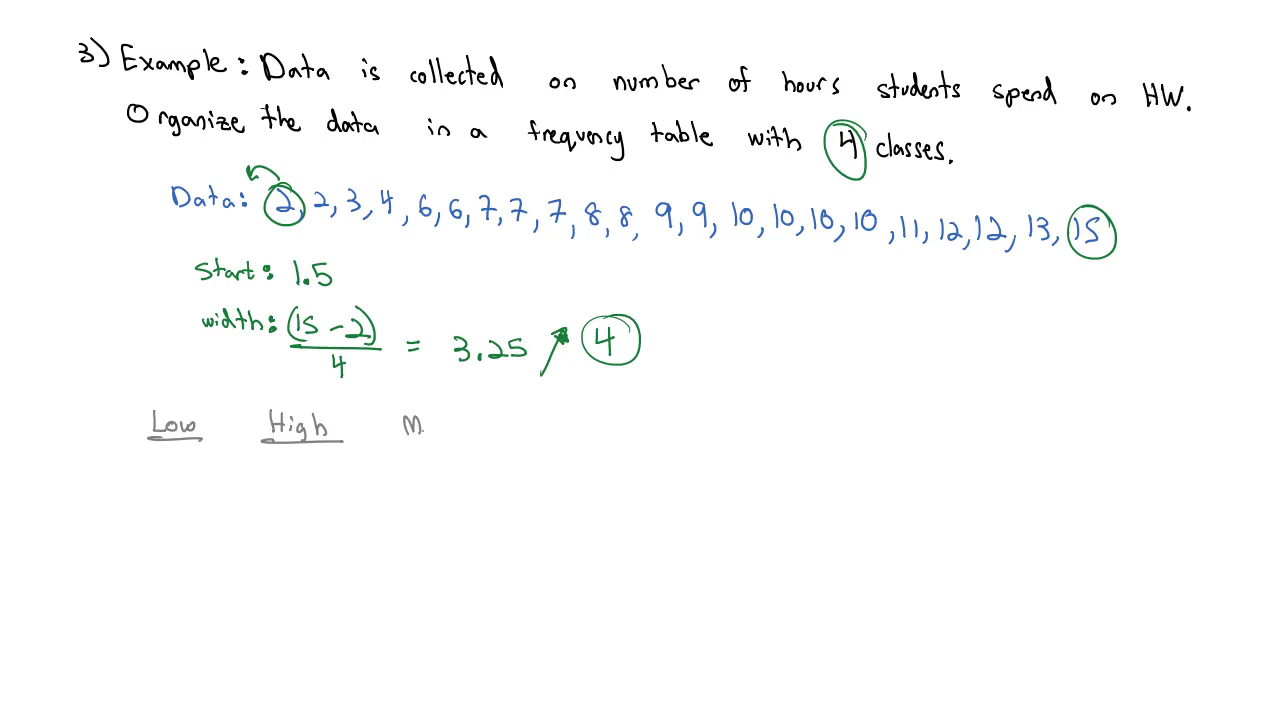 3) Example: Data is collected on number of hours students spend on HW.
Organize the data in a frequency table with 4 classes.
Data: 2, 2, 3, 4, 6, 6, 7, 7, 7, 8, 8, 9, 9, 10, 10, 10, 10, 11, 12, 12, 13, 15
Start: 1.5
width: (15 - 2)
4
= 3.25 4
Low High M